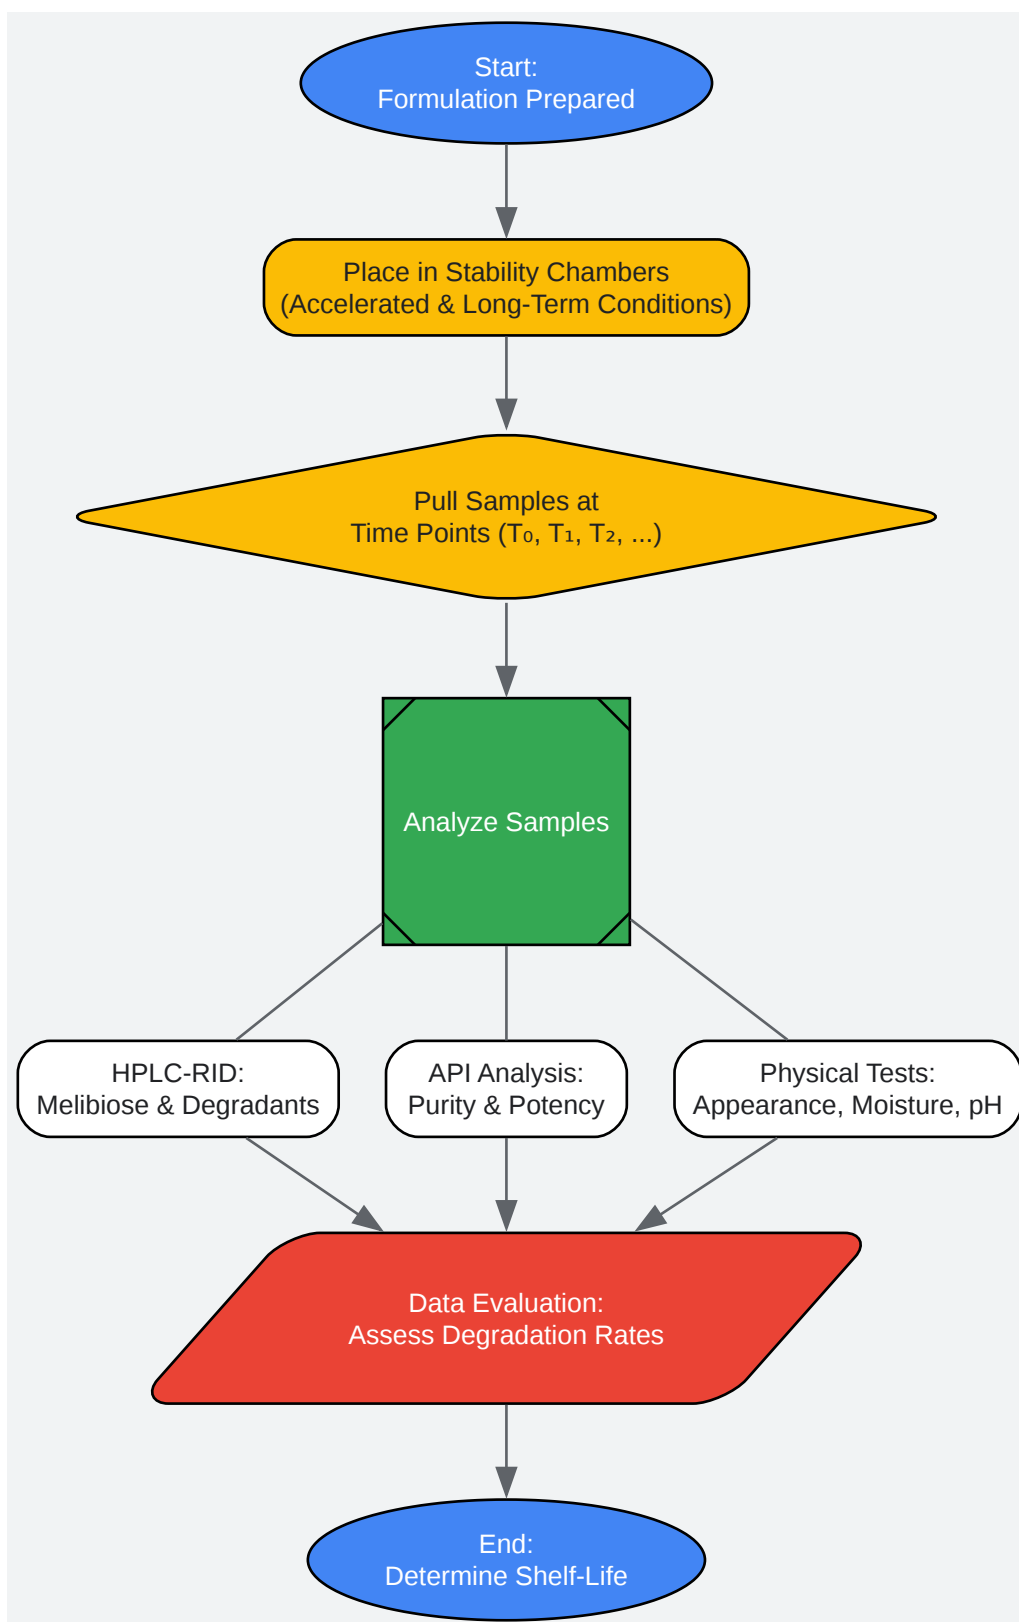 Start:
Formulation Prepared
Place in Stability Chambers
(Accelerated & Long-Term Conditions)
Pull Samples at
Time Points (T₀, T₁, T₂, ...)
Analyze Samples
HPLC-RID:
Melibiose & Degradants
API Analysis:
Purity & Potency
Physical Tests:
Appearance, Moisture, pH
Data Evaluation:
Assess Degradation Rates
End:
Determine Shelf-Life